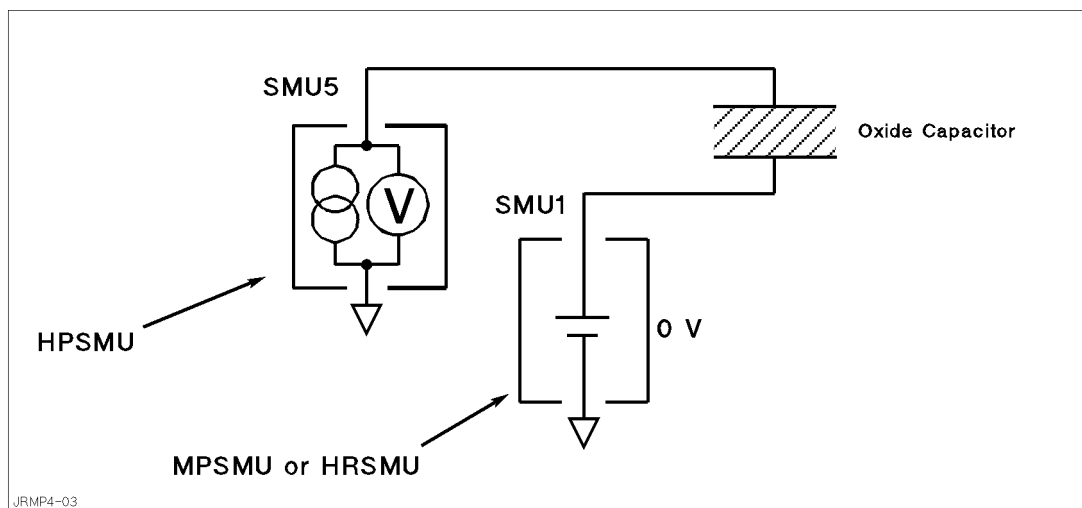 SMU5
Oxide Capacitor
V
SMU1
0 V
HPSMU
MPSMU or HRSMU
JRMP4-03